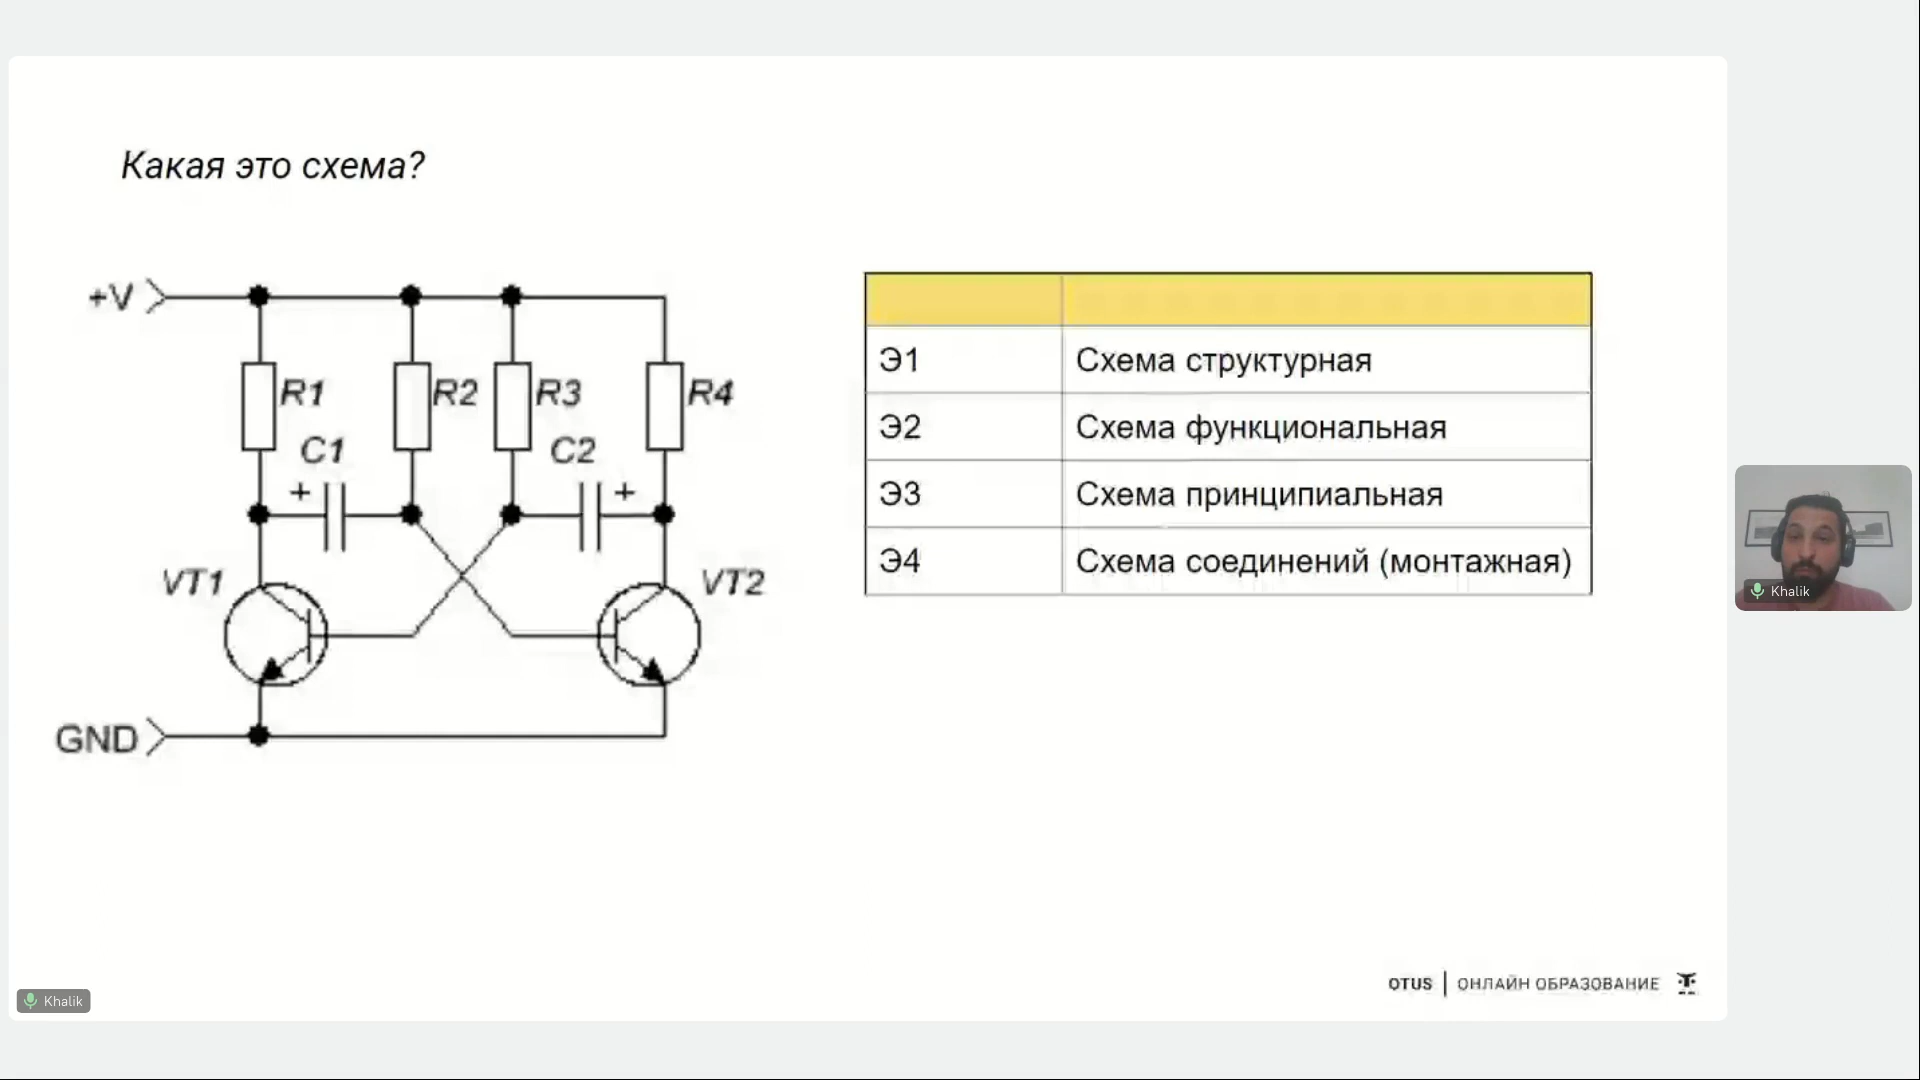 Какая это схема?
+V
R1
R2
R3
R4
C1
C2
+
+
VT1
VT2
GND
Э1 Схема структурная
Э2 Схема функциональная
Э3 Схема принципиальная
Э4 Схема соединений (монтажная)
Khalik
Khalik
OTUS | ОНЛАЙН ОБРАЗОВАНИЕ